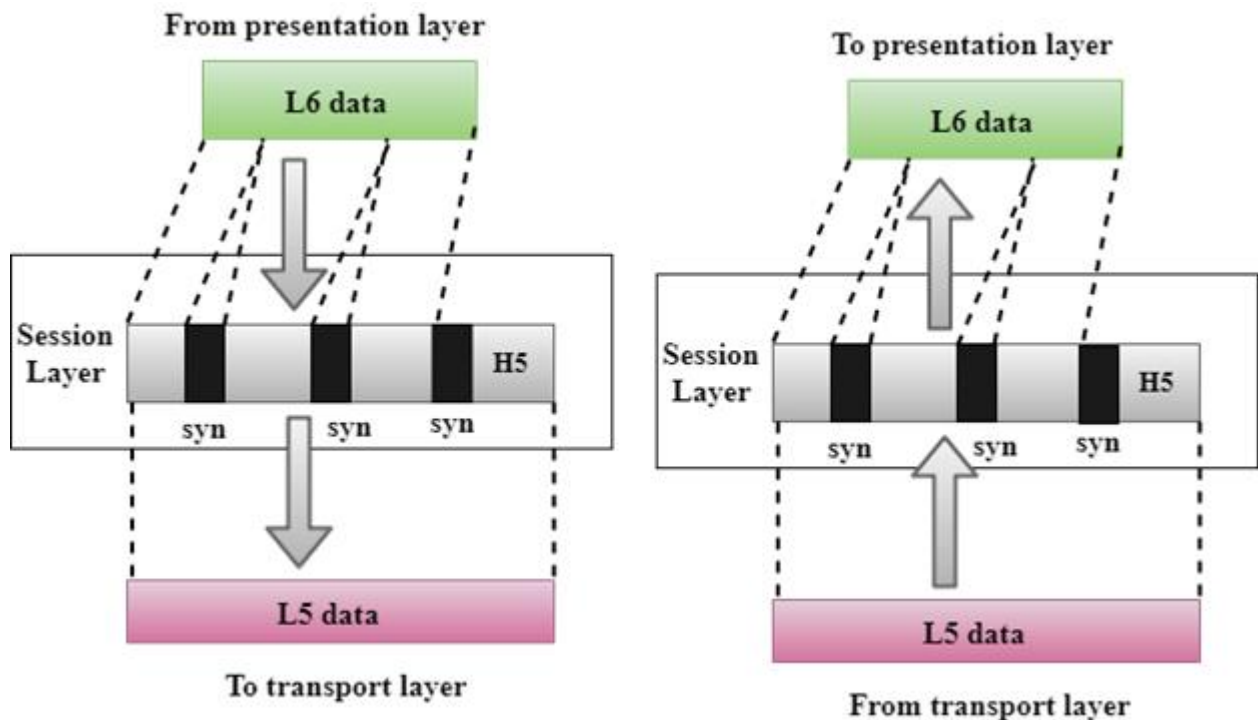 From presentation layer
L6 data
Session
Layer
H5
syn
syn
syn
L5 data
To transport layer
To presentation layer
L6 data
Session
Layer
H5
syn
syn
syn
L5 data
From transport layer